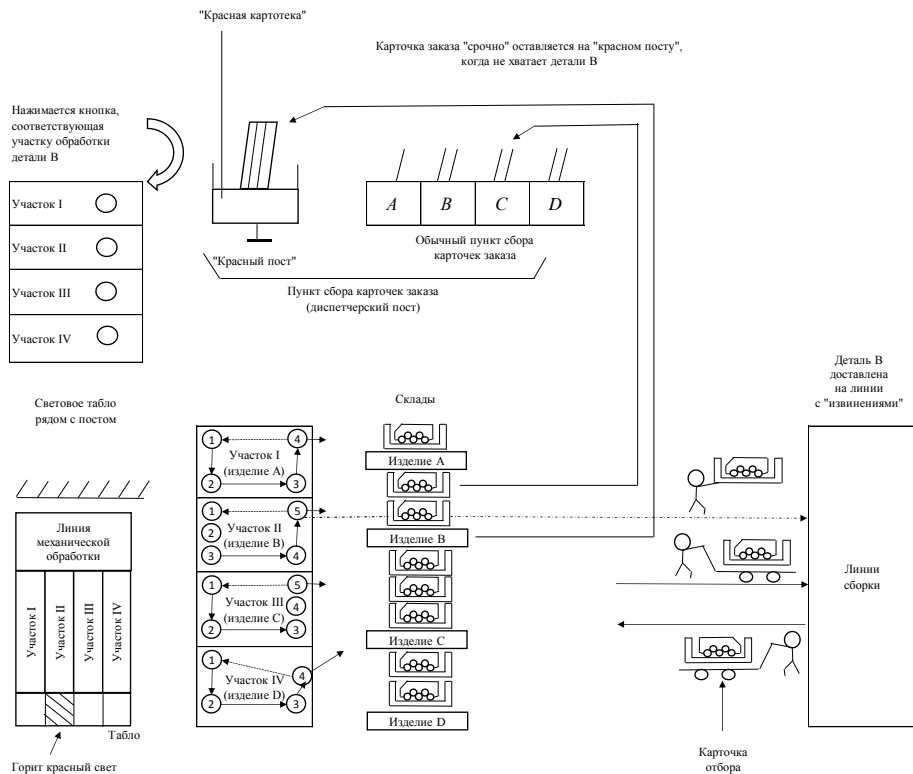 "Красная картотека"
Карточка заказа "срочно" оставляется на "красном посту",
когда не хватает детали В
Нажимается кнопка,
соответствующая
участку обработки
детали В
Участок I
Участок II
Участок III
Участок IV
A
B
C
D
Обычный пункт сбора
карточек заказа
"Красный пост"
Пункт сбора карточек заказа
(диспетчерский пост)
Световое табло
рядом с постом
Линия
механической
обработки
Участок I
Участок II
Участок III
Участок IV
Табло
Горит красный свет
1
4
Участок I
(изделие A)
2
3
1
5
2
Участок II
(изделие B)
3
4
1
5
Участок III
4
(изделие C)
2
3
1
4
Участок IV
(изделие D)
2
3
Склады
Изделие A
Изделие B
Изделие C
Изделие D
Деталь В
доставлена
на линии
с "извинениями"
Линии
сборки
Карточка
отбора